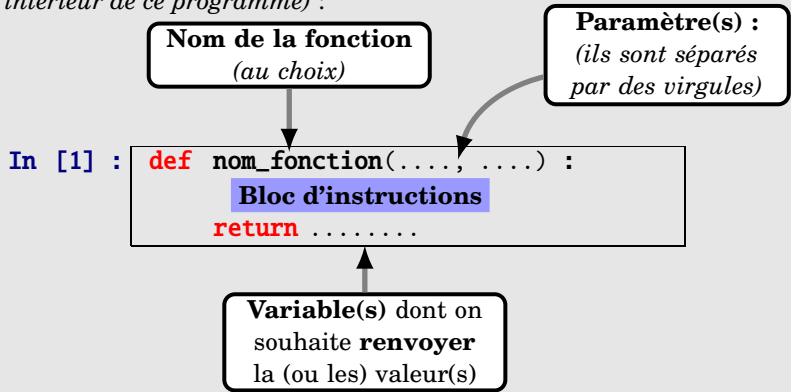 intérieur de ce programme) :
Nom de la fonction
(au choix)
Paramètre(s) :
(ils sont séparés
par des virgules)
In [1] : def nom_fonction(...., ....) :
Bloc d'instructions
return ........
Variable(s) dont on
souhaite renvoyer
la (ou les) valeur(s)